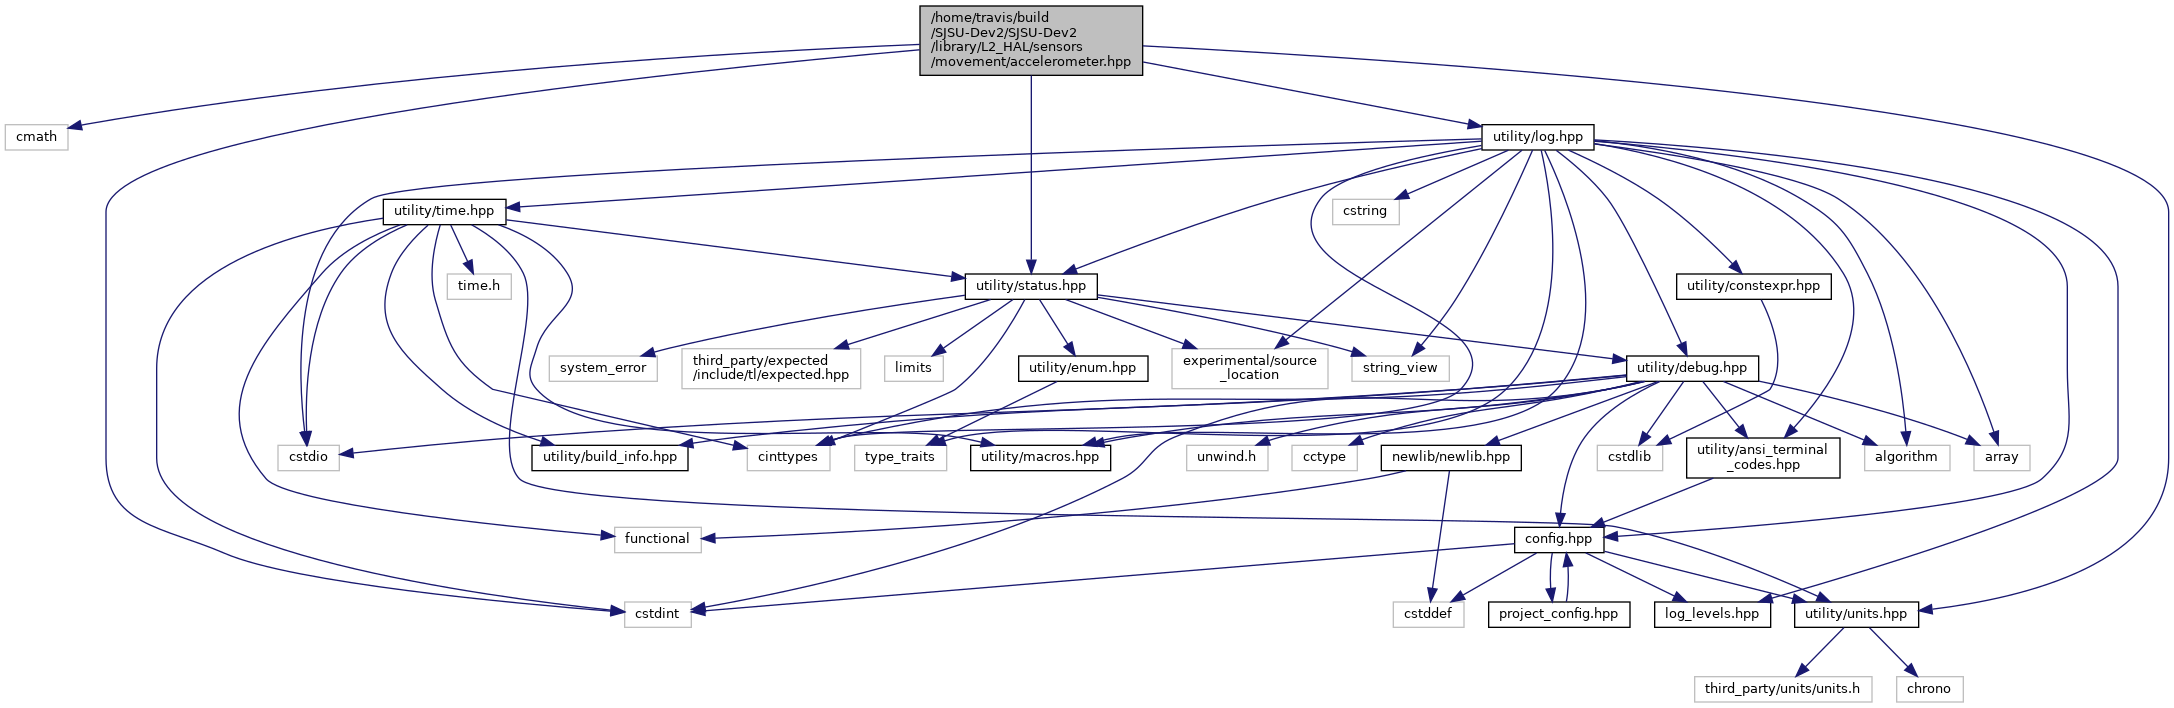 /home/travis/build
/SJSU-Dev2/SJSU-Dev2
/library/L2_HAL/sensors
/movement/accelerometer.hpp
cmath
utility/log.hpp
utility/time.hpp
cstring
time.h
utility/status.hpp
utility/constexpr.hpp
system_error
third_party/expected
/include/tl/expected.hpp
limits
utility/enum.hpp
experimental/source
_location
string_view
utility/debug.hpp
cstdio
utility/build_info.hpp
cinttypes
type_traits
utility/macros.hpp
unwind.h
cctype
newlib/newlib.hpp
cstdlib
utility/ansi_terminal
_codes.hpp
algorithm
array
functional
config.hpp
cstdint
cstddef
project_config.hpp
log_levels.hpp
utility/units.hpp
third_party/units/units.h
chrono